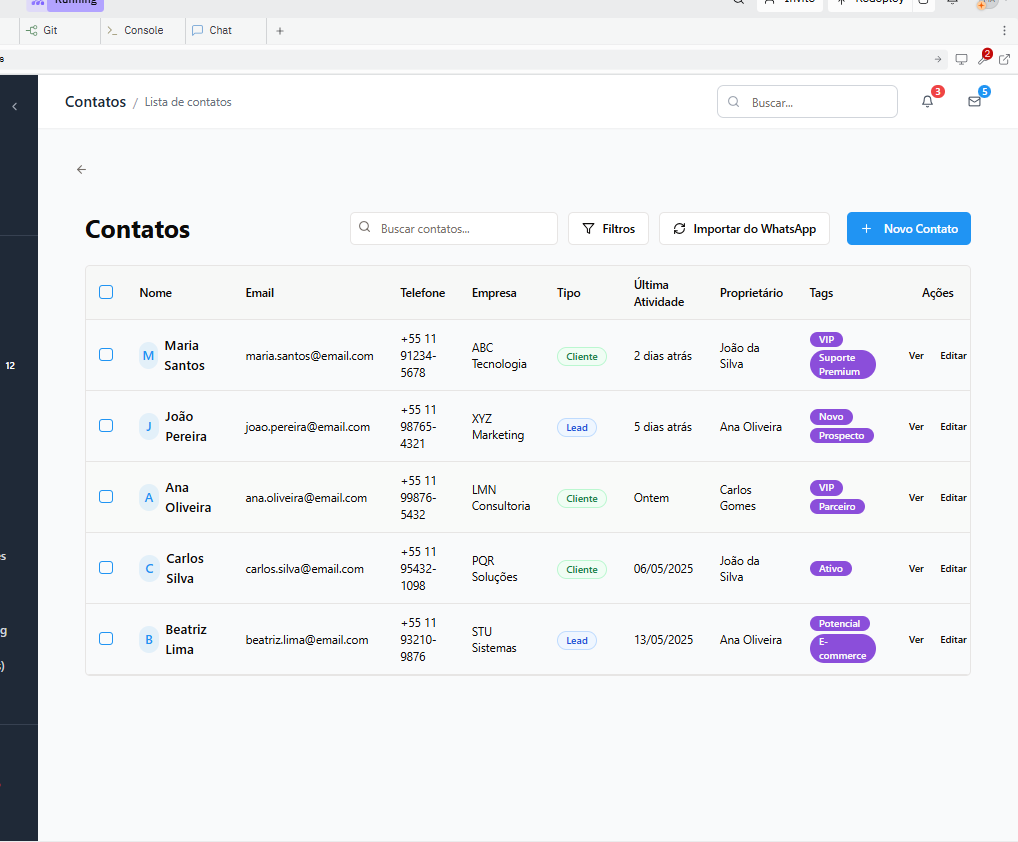 Running
Invite
Redeploy
Git
Console
Chat
s
2
Contatos / Lista de contatos
Buscar...
3
5
Contatos
Buscar contatos...
Filtros
Importar do WhatsApp
+ Novo Contato
Nome Email Telefone Empresa Tipo Última Atividade Proprietário Tags Ações
M
Maria
Santos
maria.santos@email.com
+55 11
91234-
5678
ABC
Tecnologia
Cliente
2 dias atrás
João da
Silva
VIP
Suporte
Premium
Ver
Editar
12
J
João
Pereira
joao.pereira@email.com
+55 11
98765-
4321
XYZ
Marketing
Lead
5 dias atrás
Ana Oliveira
Novo
Prospecto
Ver
Editar
A
Ana
Oliveira
ana.oliveira@email.com
+55 11
99876-
5432
LMN
Consultoria
Cliente
Ontem
Carlos
Gomes
VIP
Parceiro
Ver
Editar
es
C
Carlos
Silva
carlos.silva@email.com
+55 11
95432-
1098
PQR
Soluções
Cliente
06/05/2025
João da
Silva
Ativo
Ver
Editar
g
B
Beatriz
Lima
beatriz.lima@email.com
+55 11
93210-
9876
STU
Sistemas
Lead
13/05/2025
Ana Oliveira
Potencial
E-
commerce
Ver
Editar